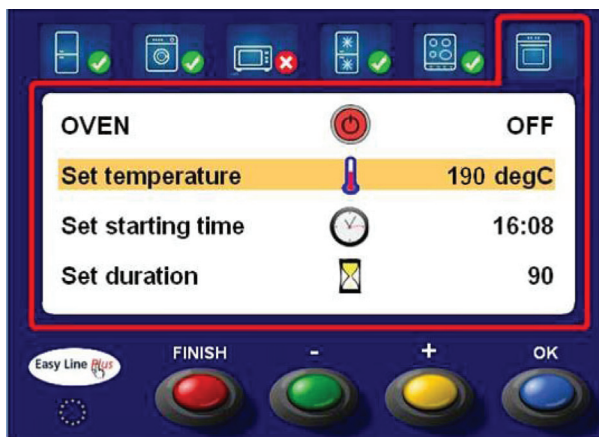 OVEN OFF
Set temperature 190 degC
Set starting time 16:08
Set duration 90
FINISH - + OK
Easy Line Plus